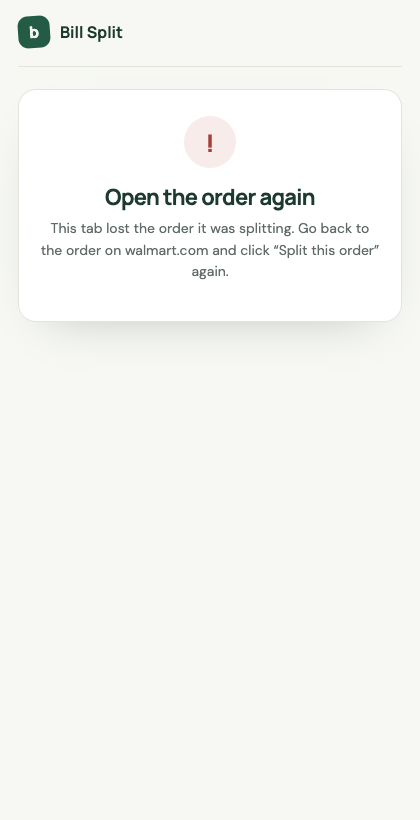 b Bill Split
!
Open the order again
This tab lost the order it was splitting. Go back to
the order on walmart.com and click “Split this order”
again.